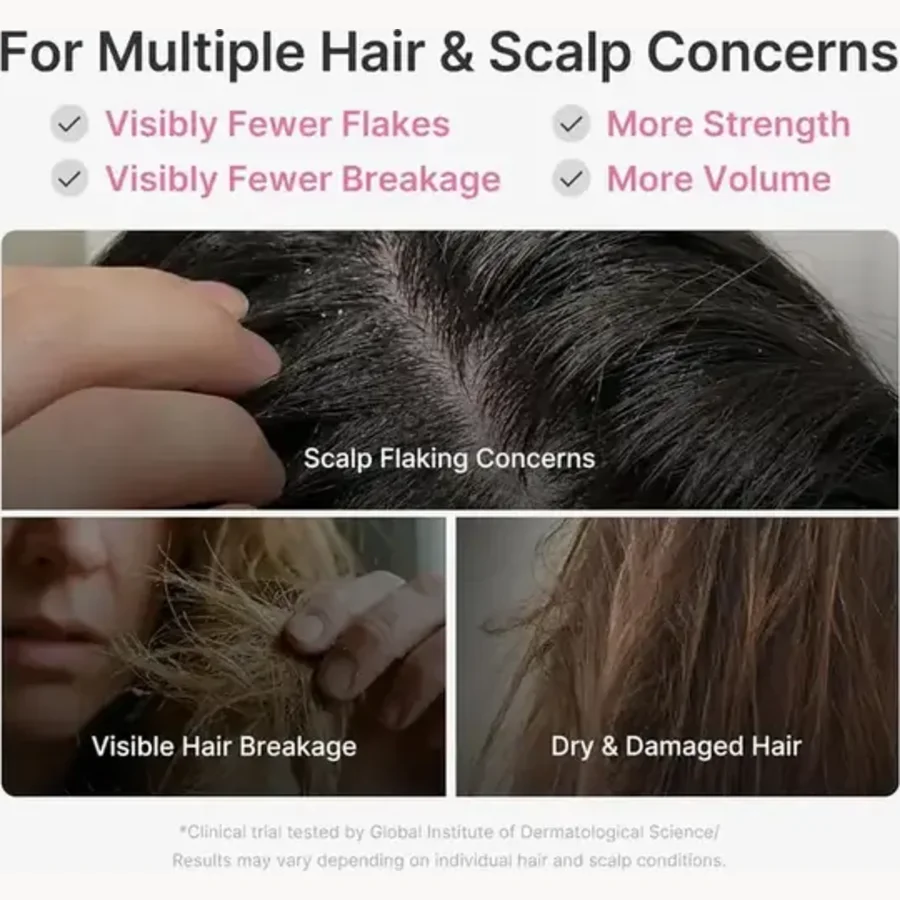 For Multiple Hair & Scalp Concerns
Visibly Fewer Flakes
More Strength
Visibly Fewer Breakage
More Volume
Scalp Flaking Concerns
Visible Hair Breakage
Dry & Damaged Hair
*Clinical trial tested by Global Institute of Dermatological Science/
Results may vary depending on individual hair and scalp conditions.